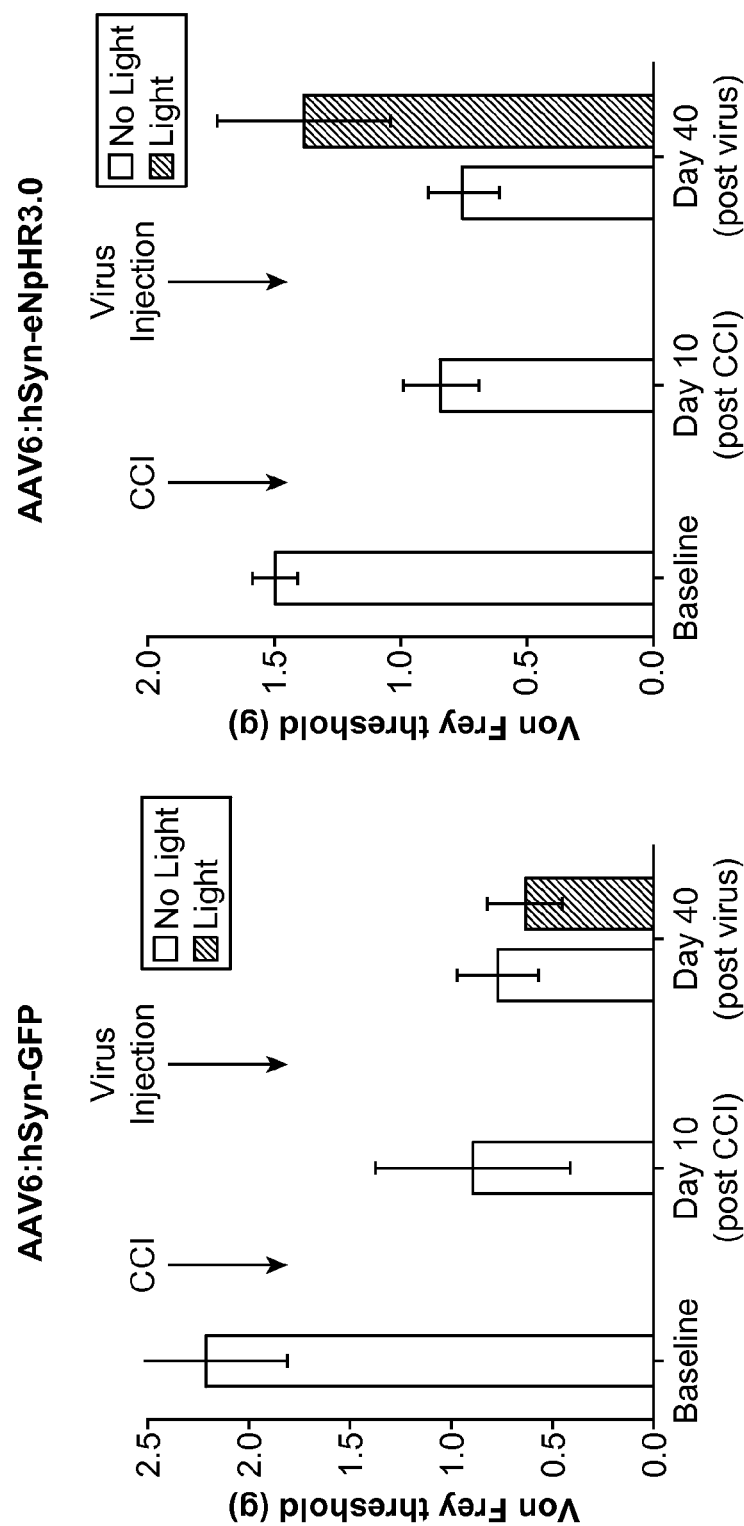 AAV6:hSyn-GFP
No Light
Light
CCI
Virus
Injection
Von Frey threshold (g)
2.5
2.0
1.5
1.0
0.5
0.0
Baseline
Day 10
(post CCI)
Day 40
(post virus)
AAV6:hSyn-eNpHR3.0
No Light
Light
CCI
Virus
Injection
Von Frey threshold (g)
2.0
1.5
1.0
0.5
0.0
Baseline
Day 10
(post CCI)
Day 40
(post virus)